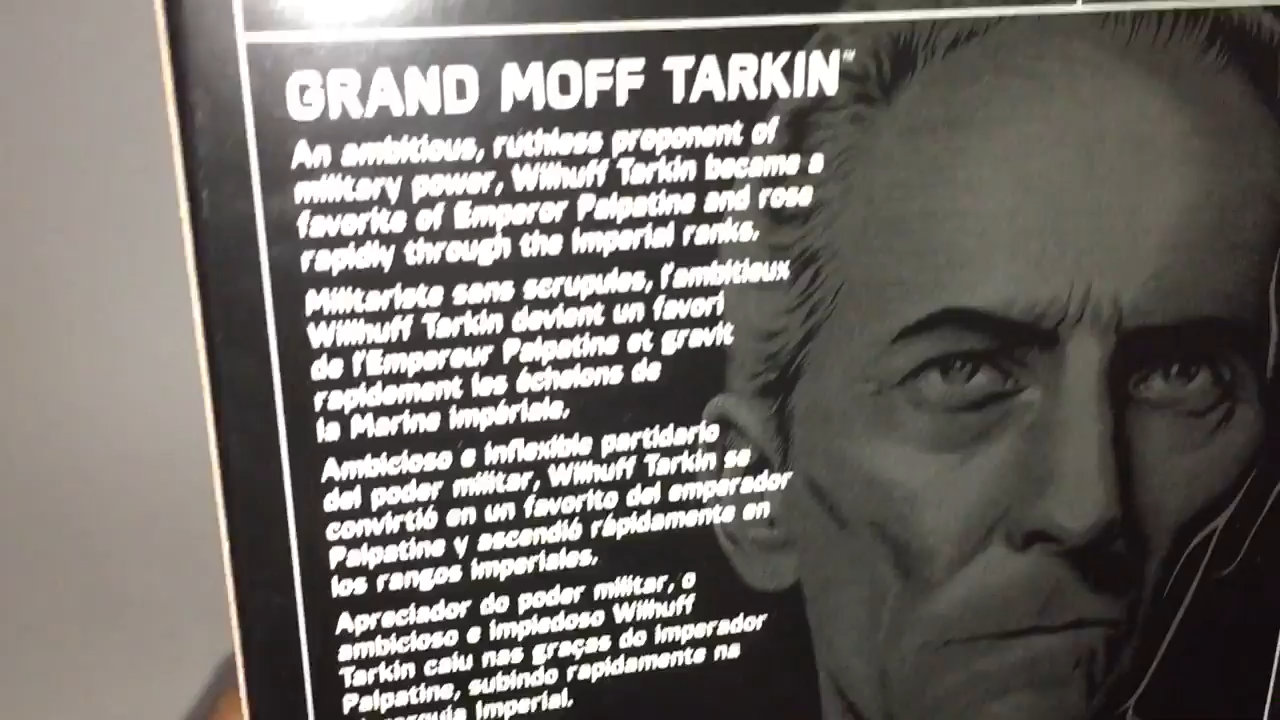 GRAND MOFF TARKIN™
An ambitious, ruthless proponent of
military power, Wilhuff Tarkin became a
favorite of Emperor Palpatine and rose
rapidly through the Imperial ranks.
Militariste sans scrupules, l'ambitieux
Willhuff Tarkin devient un favori
de l'Empereur Palpatine et gravit
rapidement les échelons de
la Marine impériale.
Ambicioso e inflexible partidario
del poder militar, Wilhuff Tarkin se
convirtió en un favorito del emperador
Palpatine y ascendió rápidamente en
los rangos imperiales.
Apreciador do poder militar, o
ambicioso e impiedoso Wilhuff
Tarkin caiu nas graças do Imperador
Palpatine, subindo rapidamente na
Imperial.